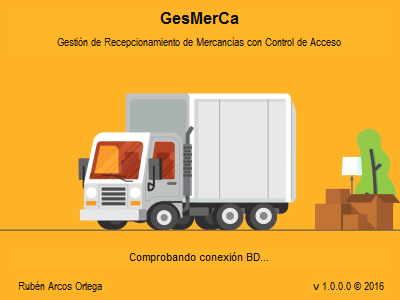 GesMerCa
Gestión de Recepcionamiento de Mercancías con Control de Acceso
Comprobando conexión BD...
Rubén Arcos Ortega
v 1.0.0.0 © 2016